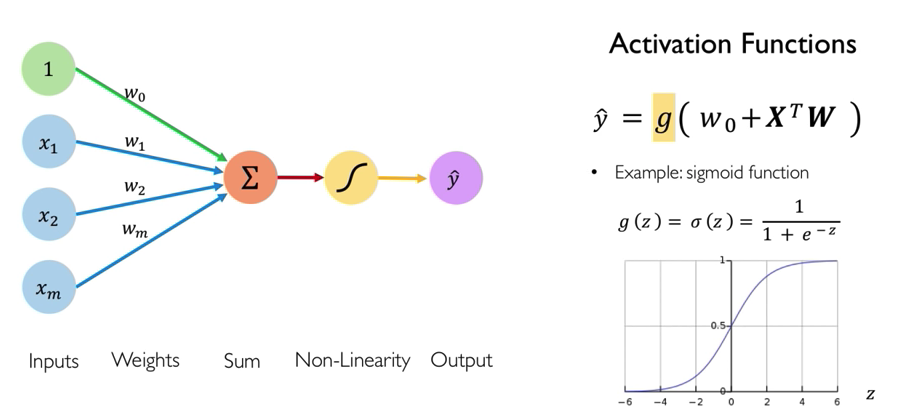 Activation Functions
1
w₀
x₁
w₁
x₂
w₂
xₘ
wₘ
Σ
ŷ
Inputs Weights Sum Non-Linearity Output
ŷ = g ( w₀ + Xᵀ W )
• Example: sigmoid function
g (z) = σ (z) = 1 / 1 + e⁻ᶻ
1
0.5
0
−6 −4 −2 0 2 4 6 z